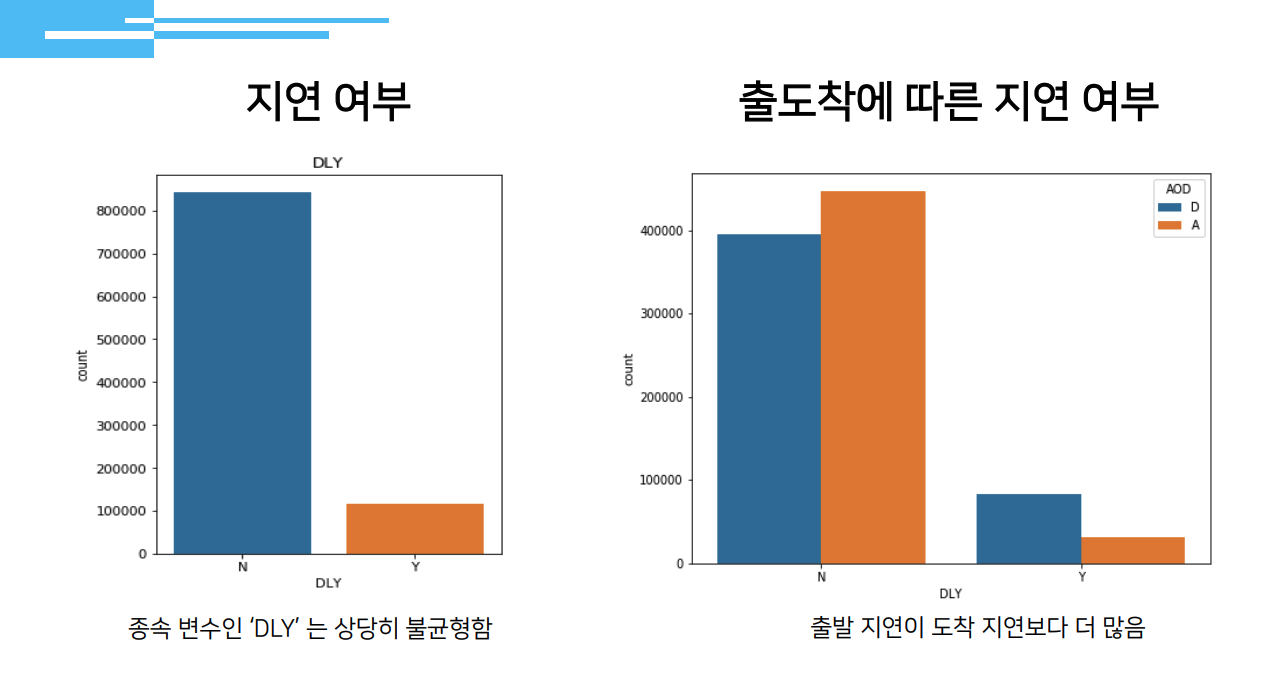 지연 여부
출도착에 따른 지연 여부
DLY
800000
700000
600000
500000
400000
300000
200000
100000
0
count
N
Y
DLY
AOD
D
A
400000
300000
200000
100000
0
count
N
Y
DLY
종속 변수인 ‘DLY’ 는 상당히 불균형함
출발 지연이 도착 지연보다 더 많음